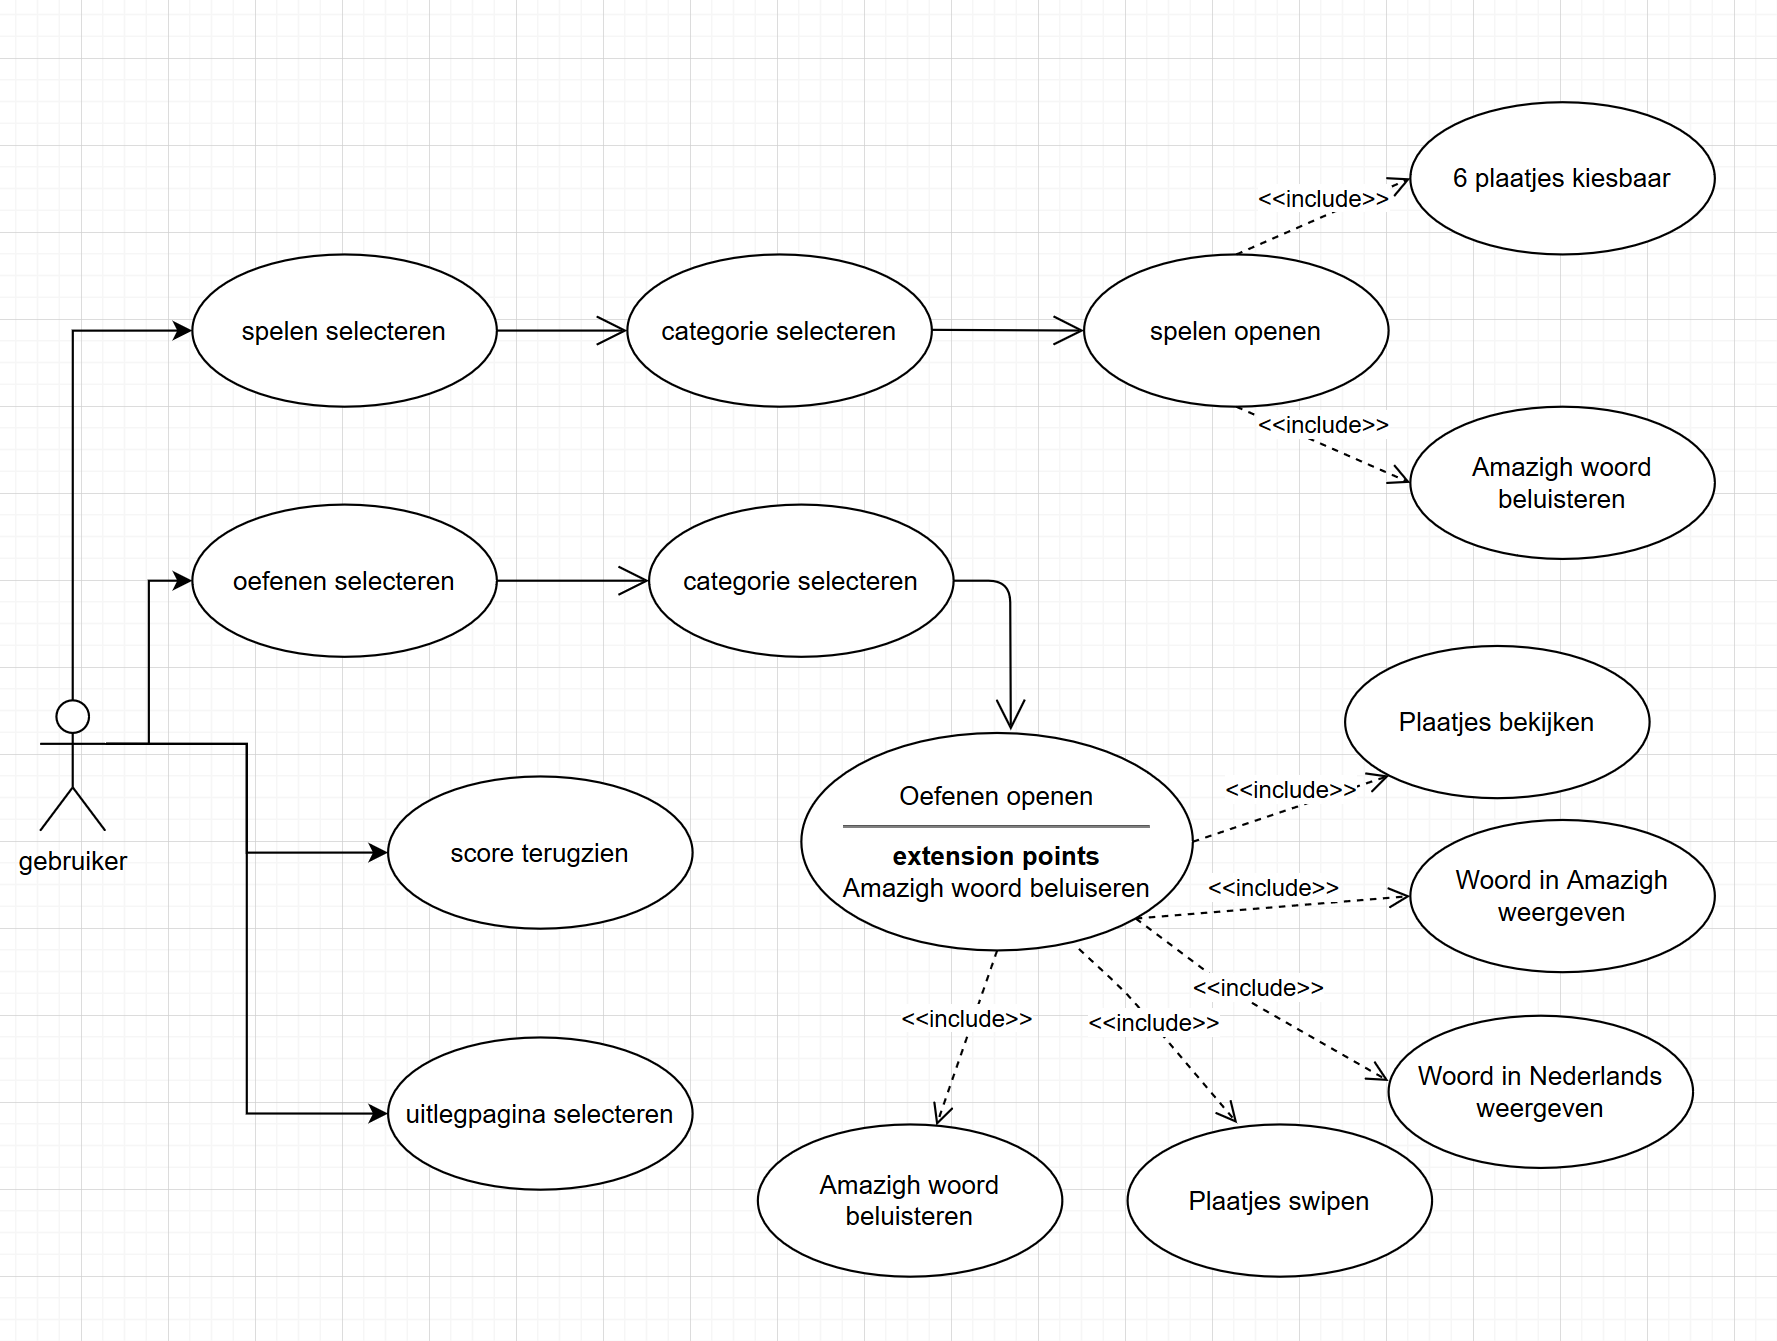 6 plaatjes kiesbaar
<<include>>
spelen selecteren
categorie selecteren
spelen openen
<<include>>
Amazigh woord
beluisteren
oefenen selecteren
categorie selecteren
Plaatjes bekijken
<<include>>
Oefenen openen
extension points
Amazigh woord beluiseren
gebruiker
score terugzien
<<include>>
Woord in Amazigh
weergeven
<<include>>
<<include>>
<<include>>
Woord in Nederlands
weergeven
uitlegpagina selecteren
Amazigh woord
beluisteren
Plaatjes swipen